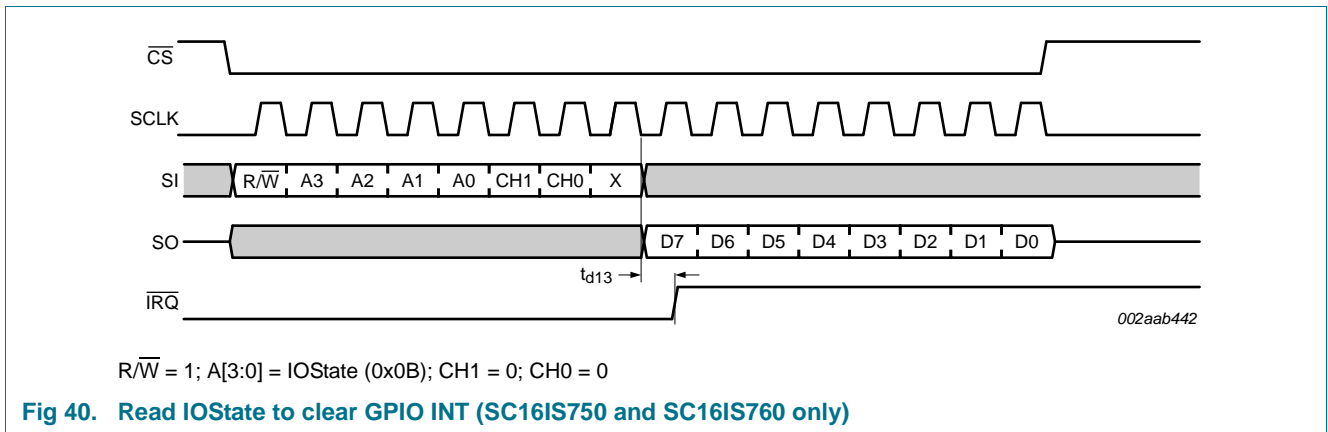 CS
SCLK
SI R/W A3 A2 A1 A0 CH1 CH0 X
SO D7 D6 D5 D4 D3 D2 D1 D0
td13
IRQ
002aab442
R/W = 1; A[3:0] = IOState (0x0B); CH1 = 0; CH0 = 0
Fig 40. Read IOState to clear GPIO INT (SC16IS750 and SC16IS760 only)